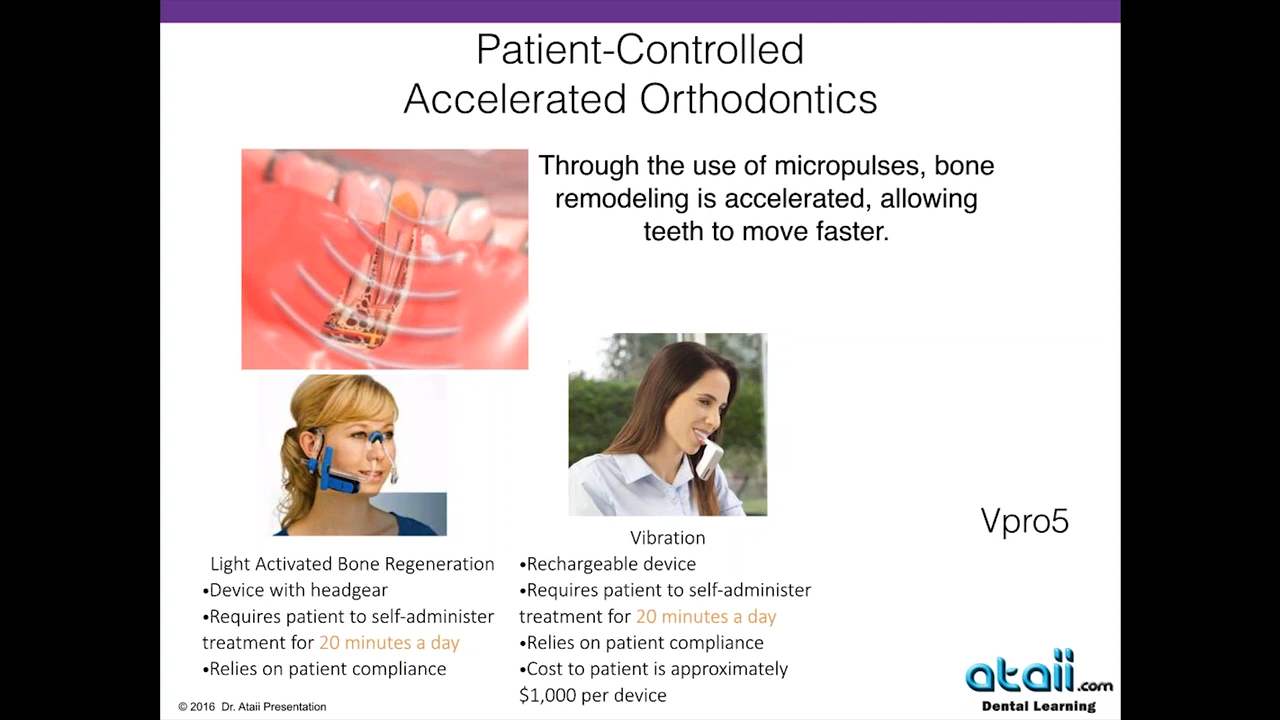 Patient-Controlled
Accelerated Orthodontics
Through the use of micropulses, bone
remodeling is accelerated, allowing
teeth to move faster.
Light Activated Bone Regeneration
•Device with headgear
•Requires patient to self-administer
treatment for 20 minutes a day
•Relies on patient compliance
Vibration
•Rechargeable device
•Requires patient to self-administer
treatment for 20 minutes a day
•Relies on patient compliance
•Cost to patient is approximately
$1,000 per device
Vpro5
© 2016 Dr. Ataii Presentation
ataii.com
Dental Learning